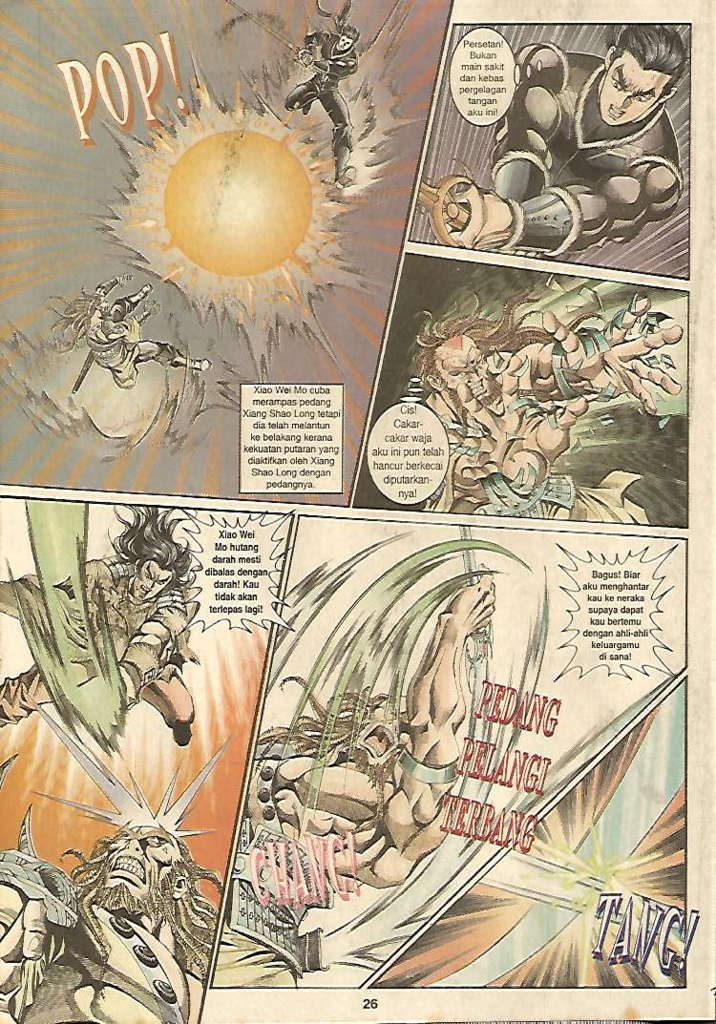 POP!
Persetan!
Bukan
main sakit
dan kebas
pergelagan
tangan
aku ini!
Xiao Wei Mo cuba
merampas pedang
Xiang Shao Long tetapi
dia telah melantun
ke belakang kerana
kekuatan putaran yang
diaktifkan oleh Xiang
Shao Long dengan
pedangnya.
Cis!
Cakar-
cakar waja
aku ini pun telah
hancur berkecai
diputarkan-
nya!
Xiao Wei
Mo hutang
darah mesti
dibalas dengan
darah! Kau
tidak akan
terlepas lagi!
Bagus! Biar
aku menghantar
kau ke neraka
supaya dapat
kau bertemu
dengan ahli-ahli
keluargamu
di sana!
PEDANG
PELANGI
TERBANG
CHANG!
TANG!
26